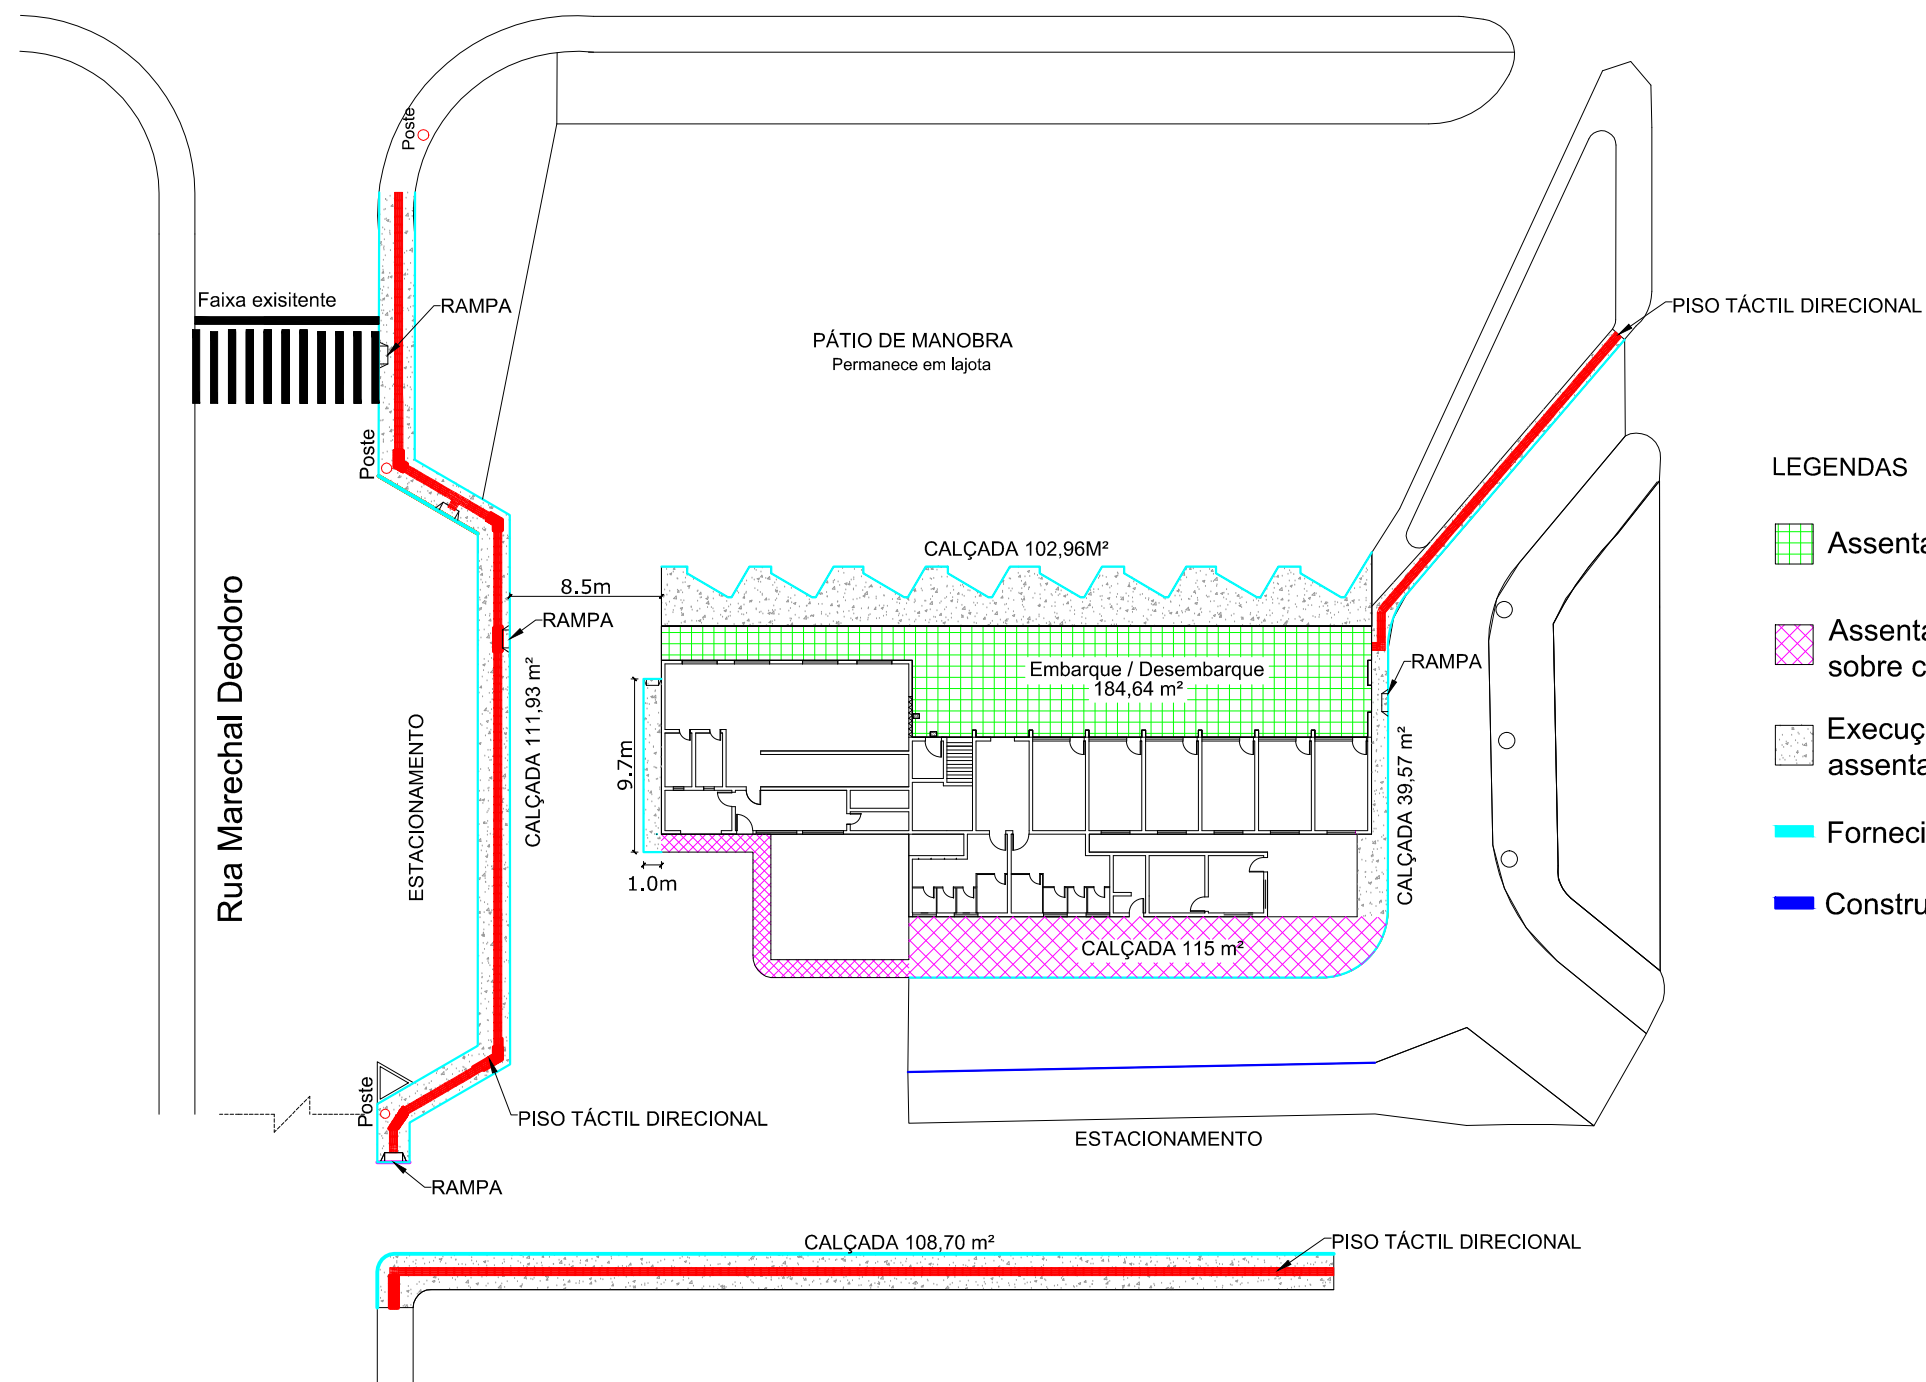 Poste
Faixa exisitente
RAMPA
PÁTIO DE MANOBRA
Permanece em lajota
PISO TÁCTIL DIRECIONAL
Poste
LEGENDAS
CALÇADA 102,96M²
8.5m
RAMPA
Rua Marechal Deodoro
ESTACIONAMENTO
CALÇADA 111,93 m²
Embarque / Desembarque
184,64 m²
RAMPA
9.7m
1.0m
CALÇADA 39,57 m²
CALÇADA 115 m²
Assenta
Assenta
sobre c
Execuç
assenta
Forneci
Constru
Poste
PISO TÁCTIL DIRECIONAL
ESTACIONAMENTO
RAMPA
CALÇADA 108,70 m²
PISO TÁCTIL DIRECIONAL